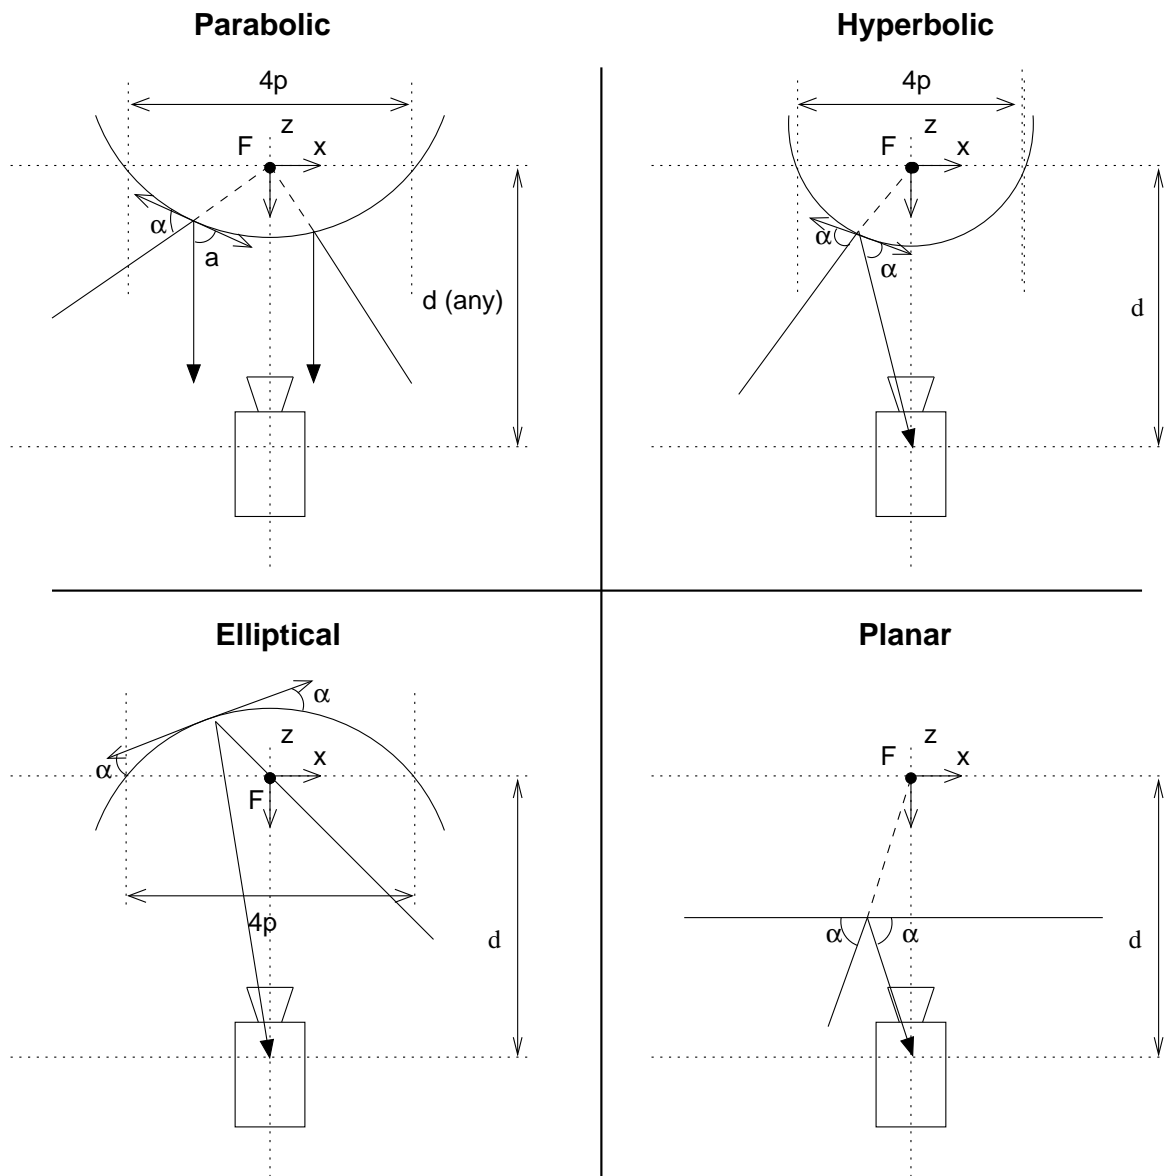 Parabolic
4p
z
F
x
α
a
d (any)
Hyperbolic
4p
z
F
x
α
α
d
Elliptical
α
z
x
α
F
4p
d
Planar
z
F
x
α
α
d